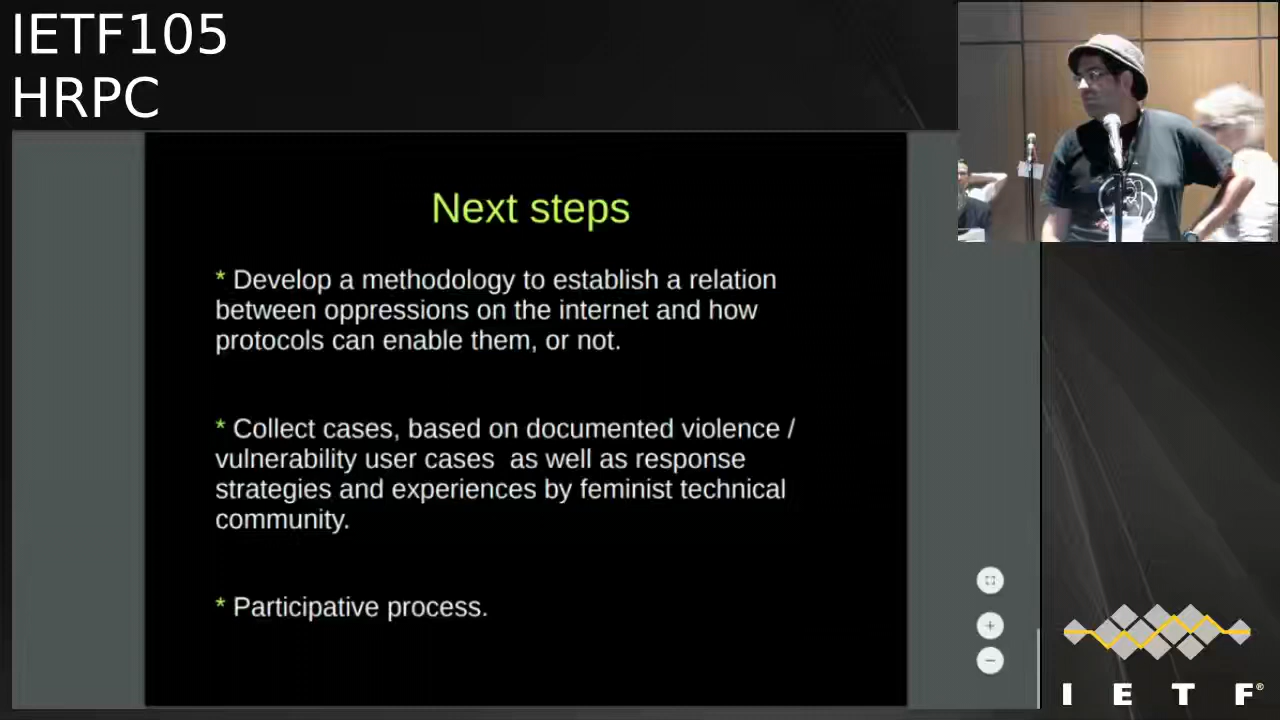 IETF105
HRPC
Next steps
* Develop a methodology to establish a relation
between oppressions on the internet and how
protocols can enable them, or not.
* Collect cases, based on documented violence /
vulnerability user cases  as well as response
strategies and experiences by feminist technical
community.
* Participative process.
I E T F®